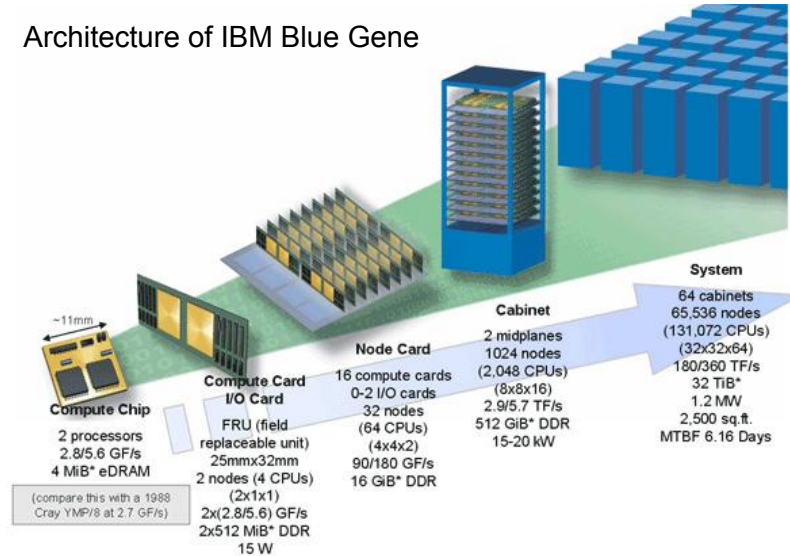 Architecture of IBM Blue Gene
~11mm
Compute Chip
2 processors
2.8/5.6 GF/s
4 MiB* eDRAM
(compare this with a 1988
Cray YMP/8 at 2.7 GF/s)
Compute Card
I/O Card
FRU (field
replaceable unit)
25mmx32mm
2 nodes (4 CPUs)
(2x1x1)
2x(2.8/5.6) GF/s
2x512 MiB* DDR
15 W
Node Card
16 compute cards
0-2 I/O cards
32 nodes
(64 CPUs)
(4x4x2)
90/180 GF/s
16 GiB* DDR
Cabinet
2 midplanes
1024 nodes
(2,048 CPUs)
(8x8x16)
2.9/5.7 TF/s
512 GiB* DDR
15-20 kW
System
64 cabinets
65,536 nodes
(131,072 CPUs)
(32x32x64)
180/360 TF/s
32 TiB*
1.2 MW
2,500 sq.ft.
MTBF 6.16 Days